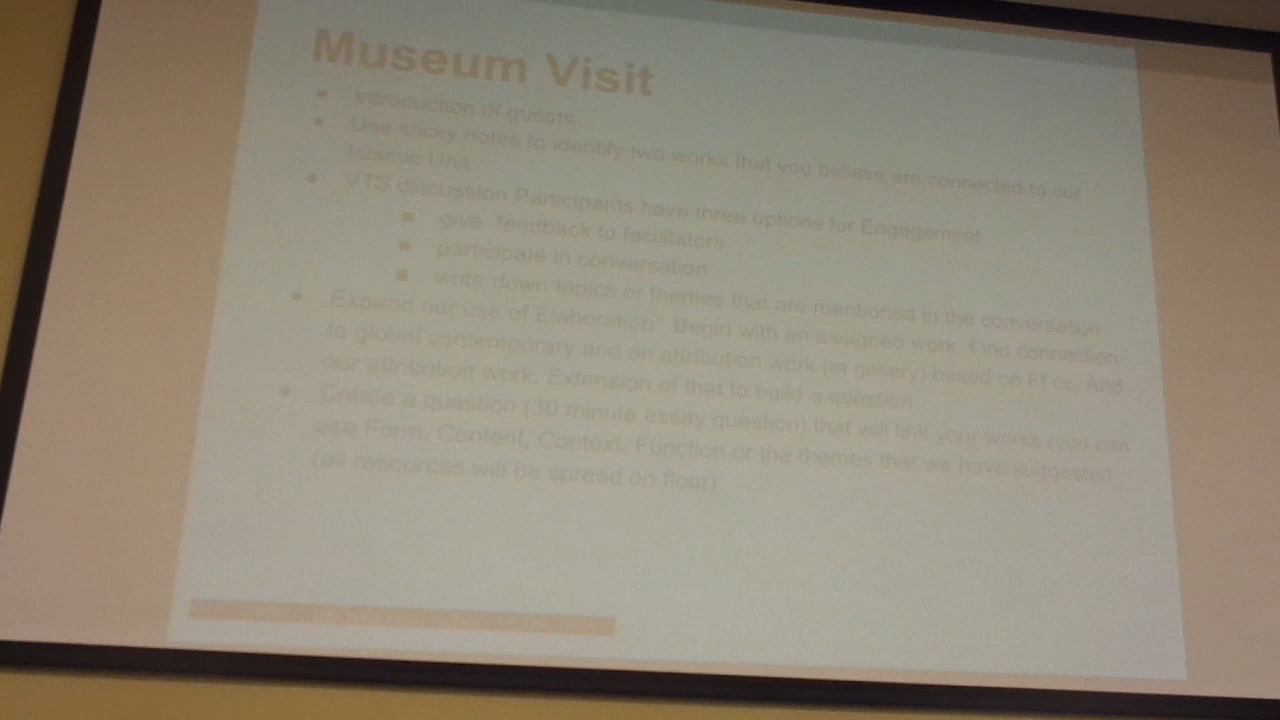 Museum Visit
Introduction of guests
Use sticky notes to identify two works that you believe are connected to our
Islamic Unit
VTS discussion Participants have three options for Engagement
give feedback to facilitators
participate in conversation
write down topics or themes that are mentioned in the conversation
Expand our use of Elaboration. Begin with an assigned work. Find connection
to global contemporary and an attribution work (in gallery) based on Ff cc. And
our attribution work. Extension of that to build a question
Create a question (30 minute essay question) that will link your works (you can
use Form, Content, Context, Function or the themes that we have suggested
(all resources will be spread on floor)